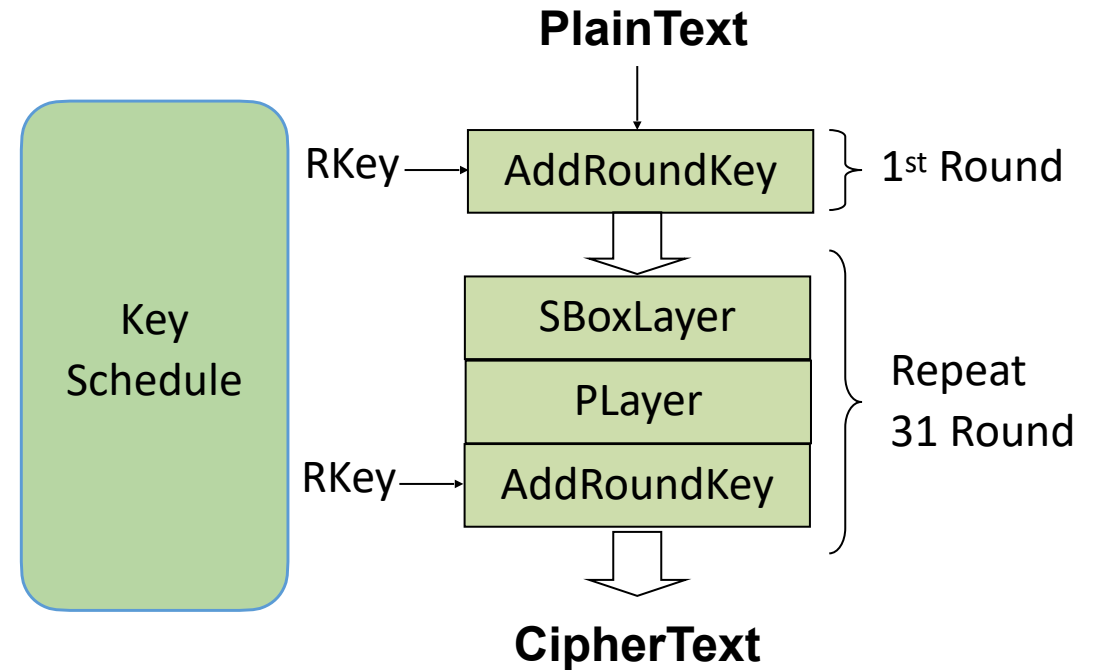 PlainText
RKey
AddRoundKey
1st Round
SBoxLayer
Key
Schedule
PLayer
Repeat
31 Round
RKey
AddRoundKey
CipherText